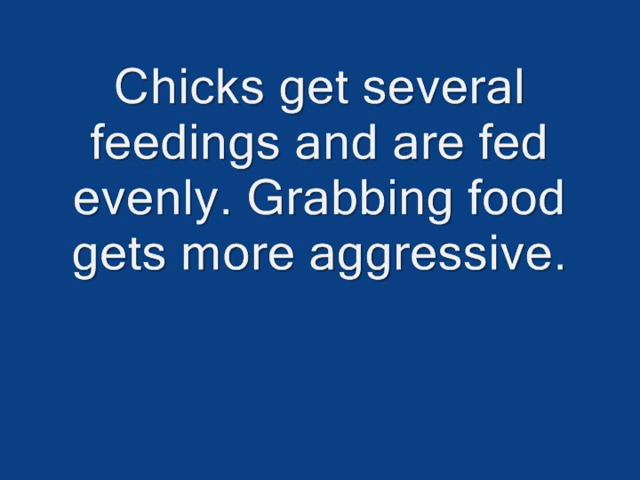 Chicks get several
feedings and are fed
evenly. Grabbing food
gets more aggressive.